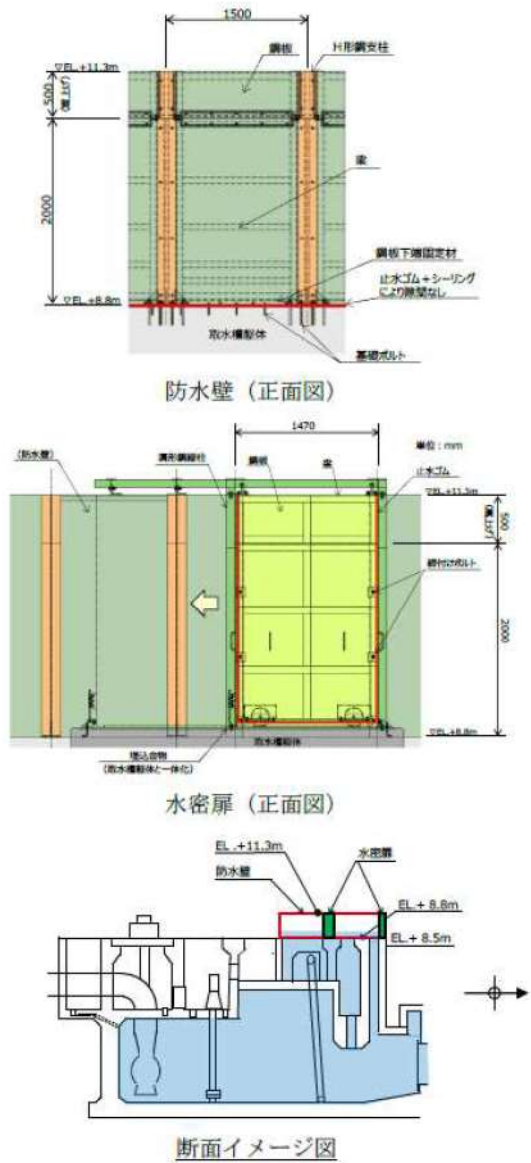 1500
鋼板
H形鋼支柱
▽EL.+11.3m
500
(嵩上げ)
2000
梁
鋼板下端固定材
止水ゴム+シーリング
により隙間なし
▽EL.+8.8m
取水槽躯体
基礎ボルト
防水壁（正面図）
1470
単位：mm
(防水壁)
溝形鋼縦柱
鋼板
梁
止水ゴム
▽EL.+11.3m
500
(嵩上げ)
締付けボルト
2000
▽EL.+8.8m
取水槽躯体
埋込金物
(取水槽躯体と一体化)
水密扉（正面図）
EL.+11.3m
水密扉
防水壁
EL.+ 8.8m
EL.+ 8.5m
断面イメージ図